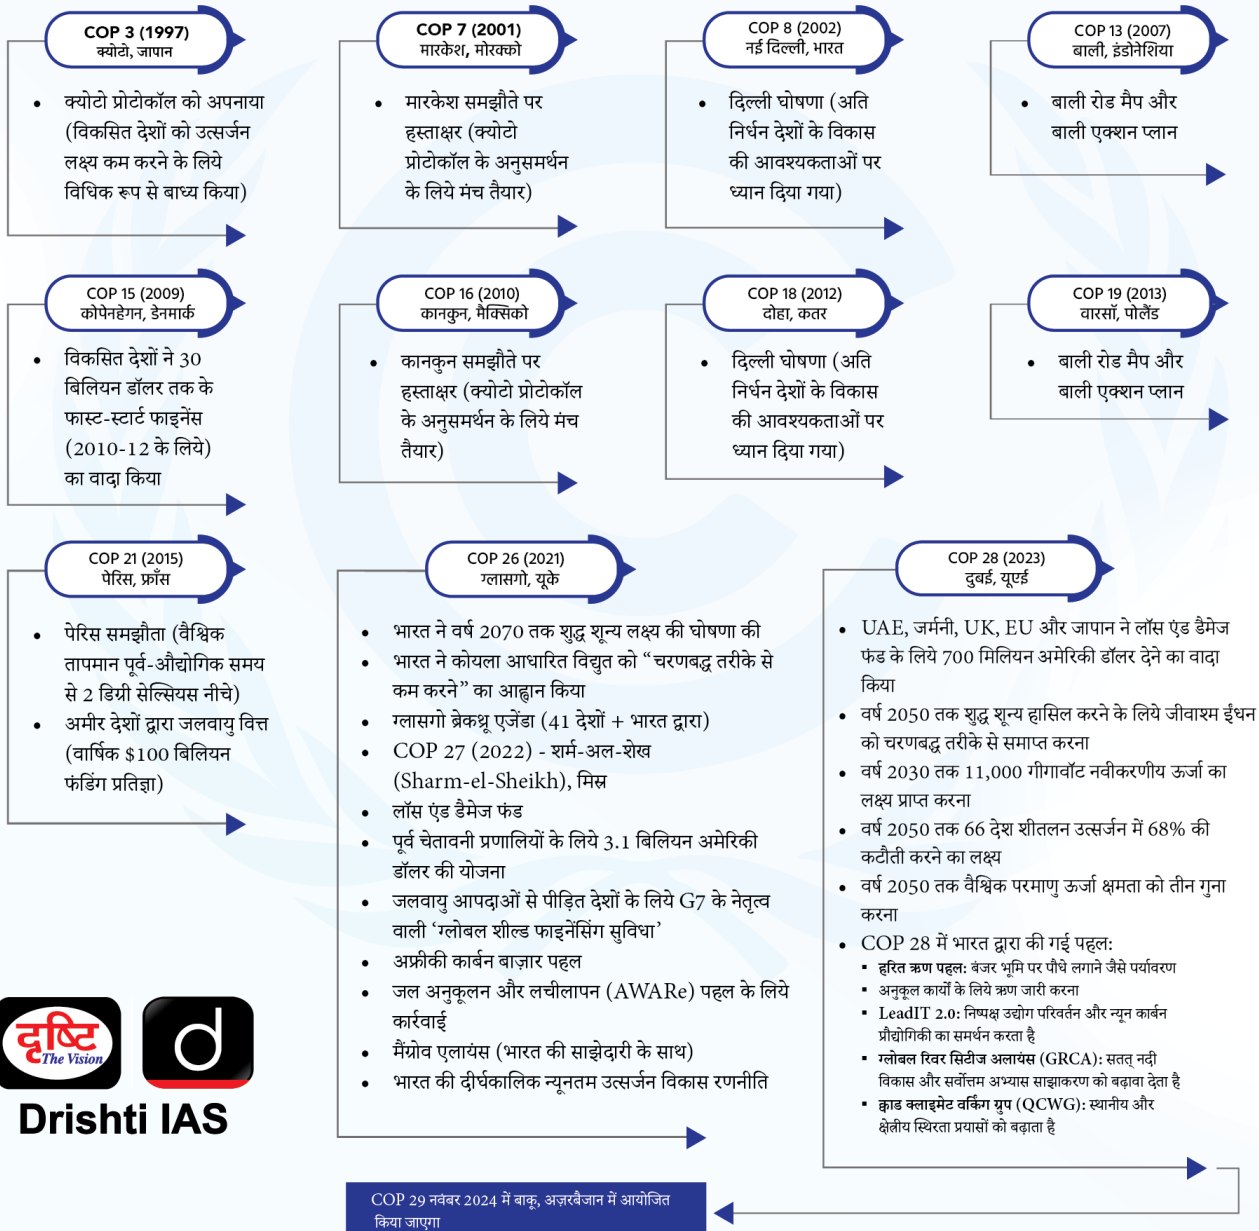 COP 3 (1997)
क्योटो, जापान
क्योटो प्रोटोकॉल को अपनाया
(विकसित देशों को उत्सर्जन
लक्ष्य कम करने के लिये
विधिक रूप से बाध्य किया)
COP 7 (2001)
मारकेश, मोरक्को
मारकेश समझौते पर
हस्ताक्षर (क्योटो
प्रोटोकॉल के अनुसमर्थन
के लिये मंच तैयार)
COP 8 (2002)
नई दिल्ली, भारत
दिल्ली घोषणा (अति
निर्धन देशों के विकास
की आवश्यकताओं पर
ध्यान दिया गया)
COP 13 (2007)
बाली, इंडोनेशिया
बाली रोड मैप और
बाली एक्शन प्लान
COP 15 (2009)
कोपेनहेगन, डेनमार्क
विकसित देशों ने 30
बिलियन डॉलर तक के
फास्ट-स्टार्ट फाइनेंस
(2010-12 के लिये)
का वादा किया
COP 16 (2010)
कानकुन, मैक्सिको
कानकुन समझौते पर
हस्ताक्षर (क्योटो प्रोटोकॉल
के अनुसमर्थन के लिये मंच
तैयार)
COP 18 (2012)
दोहा, कतर
दिल्ली घोषणा (अति
निर्धन देशों के विकास
की आवश्यकताओं पर
ध्यान दिया गया)
COP 19 (2013)
वारसॉ, पोलैंड
बाली रोड मैप और
बाली एक्शन प्लान
COP 21 (2015)
पेरिस, फ्राँस
पेरिस समझौता (वैश्विक
तापमान पूर्व-औद्योगिक समय
से 2 डिग्री सेल्सियस नीचे)
अमीर देशों द्वारा जलवायु वित्त
(वार्षिक $100 बिलियन
फंडिंग प्रतिज्ञा)
COP 26 (2021)
ग्लासगो, यूके
भारत ने वर्ष 2070 तक शुद्ध शून्य लक्ष्य की घोषणा की
भारत ने कोयला आधारित विद्युत को “चरणबद्ध तरीके से
कम करने” का आह्वान किया
ग्लासगो ब्रेकथ्रू एजेंडा (41 देशों + भारत द्वारा)
COP 27 (2022) - शर्म-अल-शेख
(Sharm-el-Sheikh), मिस्र
लॉस एंड डैमेज फंड
पूर्व चेतावनी प्रणालियों के लिये 3.1 बिलियन अमेरिकी
डॉलर की योजना
जलवायु आपदाओं से पीड़ित देशों के लिये G7 के नेतृत्व
वाली ‘ग्लोबल शील्ड फाइनेंसिंग सुविधा’
अफ्रीकी कार्बन बाज़ार पहल
जल अनुकूलन और लचीलापन (AWARe) पहल के लिये
कार्रवाई
मैंग्रोव एलायंस (भारत की साझेदारी के साथ)
भारत की दीर्घकालिक न्यूनतम उत्सर्जन विकास रणनीति
COP 28 (2023)
दुबई, यूएई
UAE, जर्मनी, UK, EU और जापान ने लॉस एंड डैमेज
फंड के लिये 700 मिलियन अमेरिकी डॉलर देने का वादा
किया
वर्ष 2050 तक शुद्ध शून्य हासिल करने के लिये जीवाश्म ईंधन
को चरणबद्ध तरीके से समाप्त करना
वर्ष 2030 तक 11,000 गीगावॉट नवीकरणीय ऊर्जा का
लक्ष्य प्राप्त करना
वर्ष 2050 तक 66 देश शीतलन उत्सर्जन में 68% की
कटौती करने का लक्ष्य
वर्ष 2050 तक वैश्विक परमाणु ऊर्जा क्षमता को तीन गुना
करना
COP 28 में भारत द्वारा की गई पहल:
हरित ऋण पहल: बंजर भूमि पर पौधे लगाने जैसे पर्यावरण
अनुकूल कार्यों के लिये ऋण जारी करना
LeadIT 2.0: निष्पक्ष उद्योग परिवर्तन और न्यून कार्बन
प्रौद्योगिकी का समर्थन करता है
ग्लोबल रिवर सिटीज अलायंस (GRCA): सतत् नदी
विकास और सर्वोत्तम अभ्यास साझाकरण को बढ़ावा देता है
क्वाड क्लाइमेट वर्किंग ग्रुप (QCWG): स्थानीय और
क्षेत्रीय स्थिरता प्रयासों को बढ़ाता है
दृष्टि
The Vision
d
Drishti IAS
COP 29 नवंबर 2024 में बाकू, अज़रबैजान में आयोजित
किया जाएगा